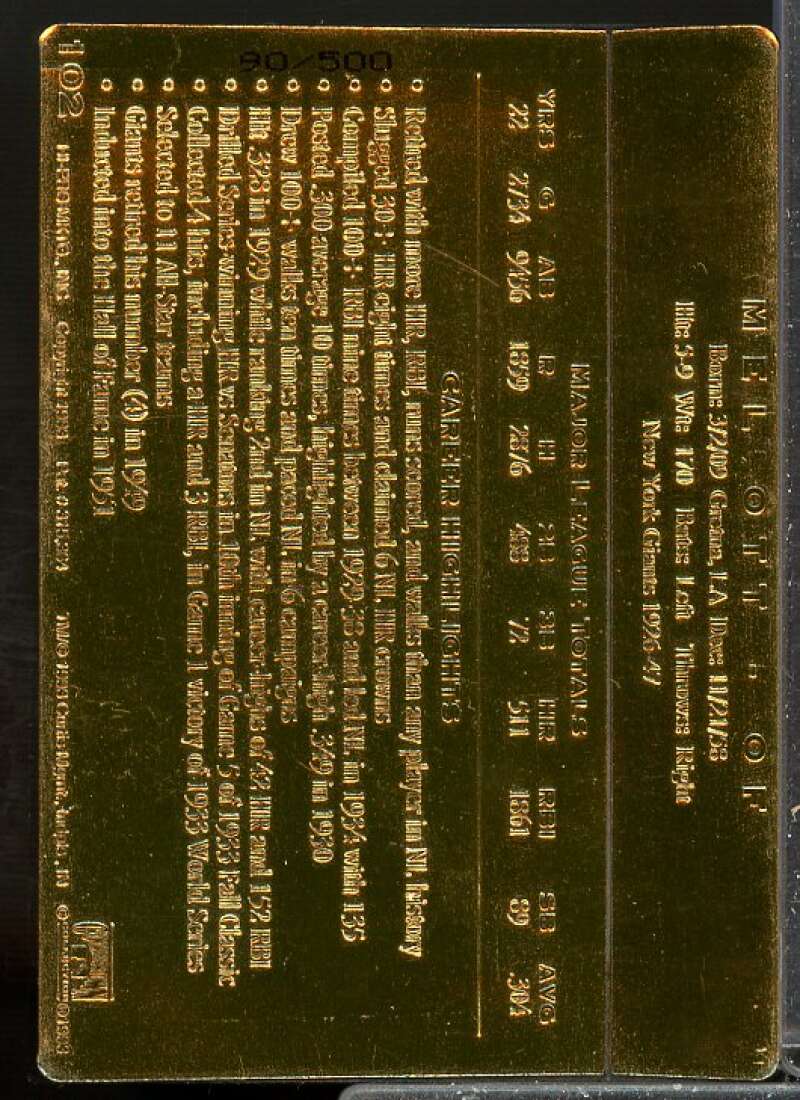 MEL OTT - OF
Born: 3/2/09 Gretna, LA Died: 11/21/58
Ht: 5-9 Wt: 170 Bats: Left Throws: Right
New York Giants 1926-47
MAJOR LEAGUE TOTALS
YRS G AB R H 2B 3B HR RBI SB AVG
22 2734 9456 1859 2876 488 72 511 1861 89 .304
CAREER HIGHLIGHTS
Retired with more HR, RBI, runs scored, and walks than any player in NL history
Slugged 30+ HR eight times and claimed 6 NL HR crowns
Compiled 100+ RBI nine times between 1929-38 and led NL in 1934 with 135
Posted .300 average 10 times, highlighted by a career-high .349 in 1930
Drew 100+ walks ten times and paced NL in 6 campaigns
Hit .328 in 1929 while ranking 2nd in NL with career-highs of 42 HR and 152 RBI
Drilled Series-winning HR vs Senators in 10th inning of Game 5 of 1933 Fall Classic
Collected 4 hits, including a HR and 3 RBI, in Game 1 victory of 1933 World Series
Selected to 11 All-Star teams
Giants retired his number (4) in 1949
Inducted into the Hall of Fame in 1951
102 Copyright 1993
90/500